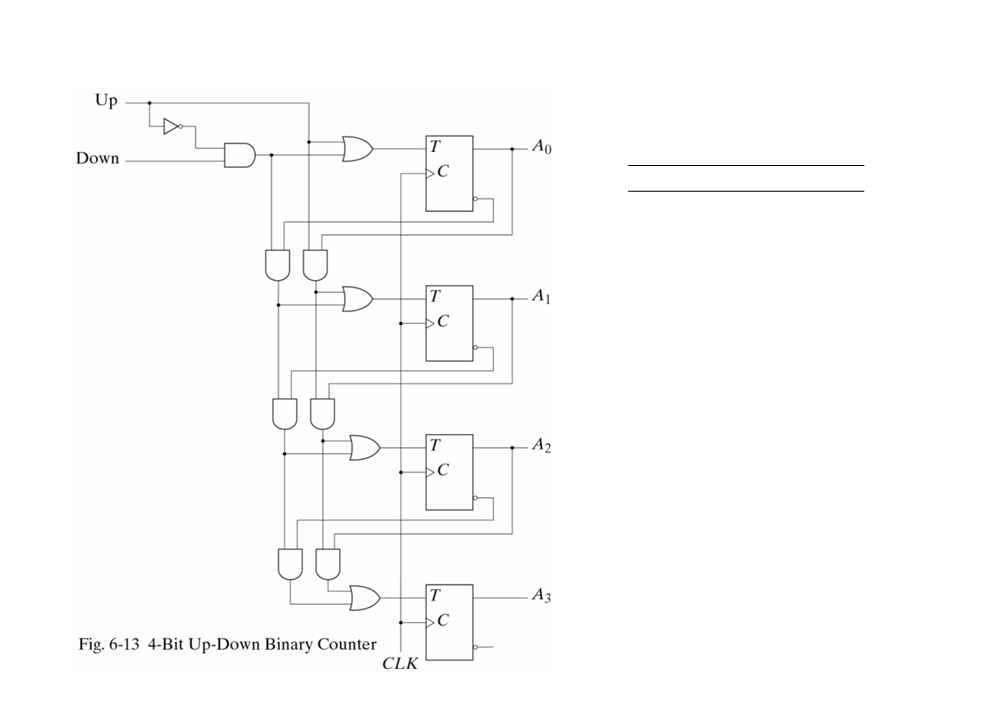 Up
Down
T
C
A0
T
C
A1
T
C
A2
T
C
A3
Fig. 6-13 4-Bit Up-Down Binary Counter
CLK